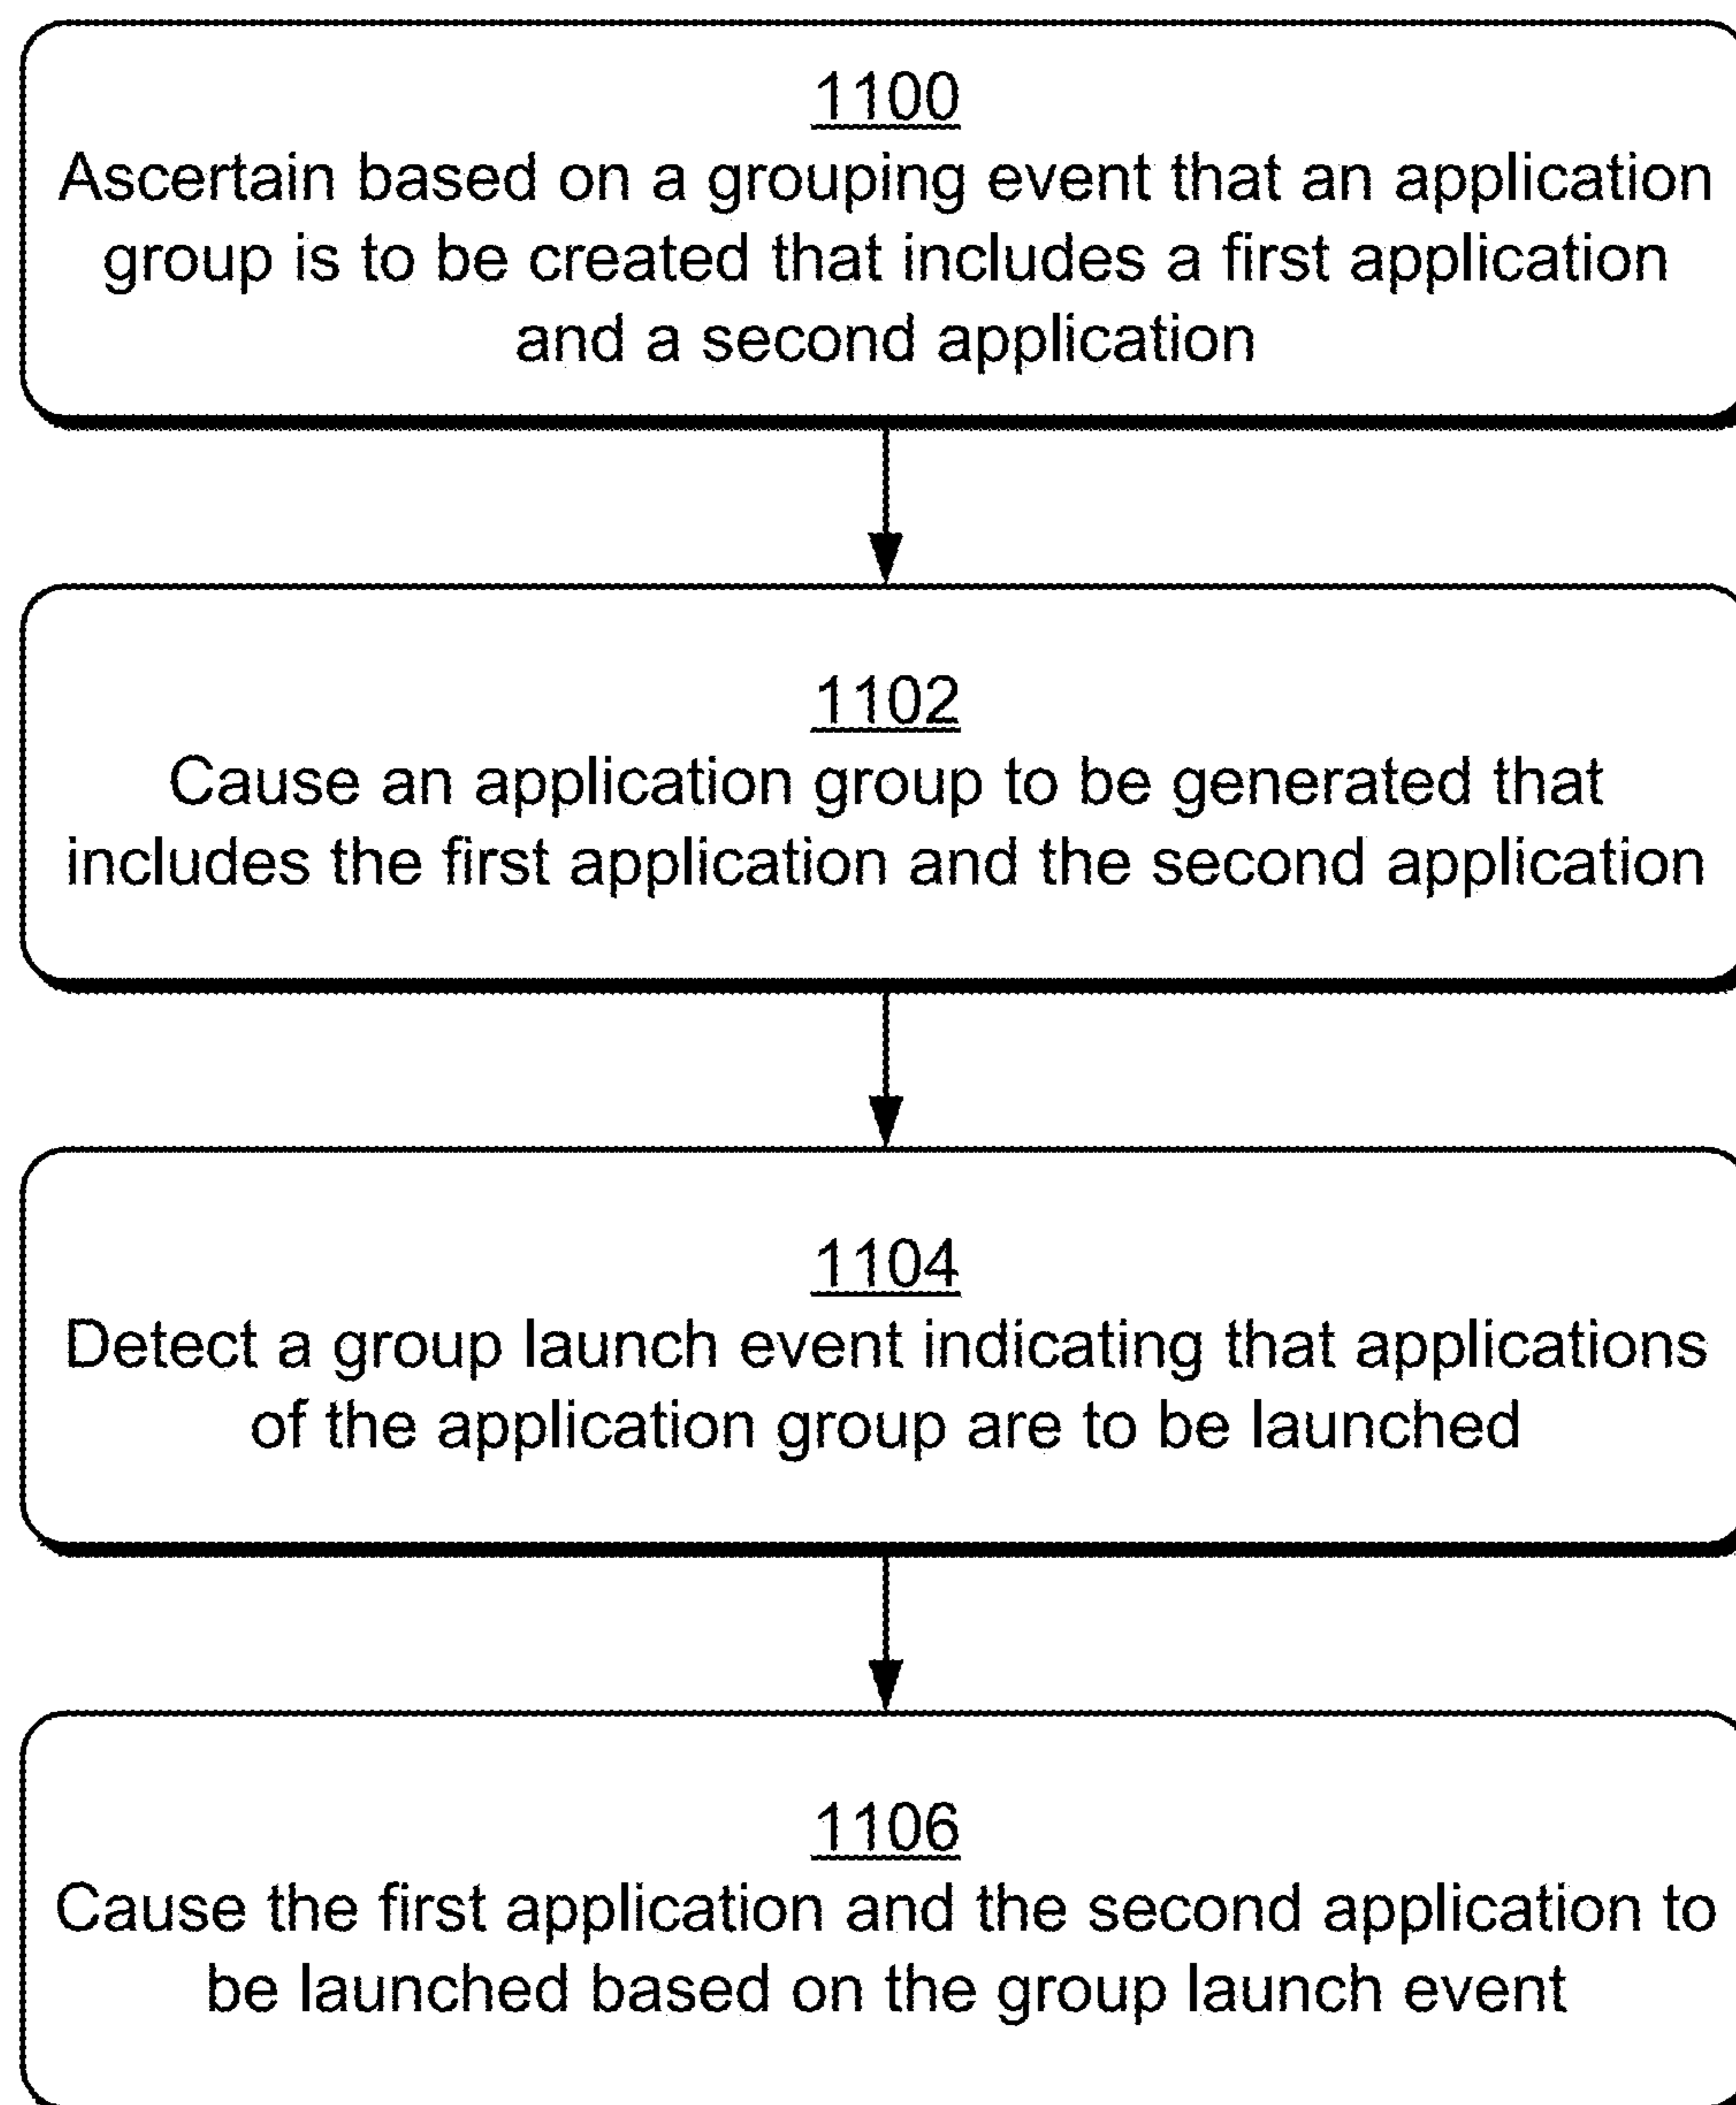 1100
Ascertain based on a grouping event that an application
group is to be created that includes a first application
and a second application
1102
Cause an application group to be generated that
includes the first application and the second application
1104
Detect a group launch event indicating that applications
of the application group are to be launched
1106
Cause the first application and the second application to
be launched based on the group launch event